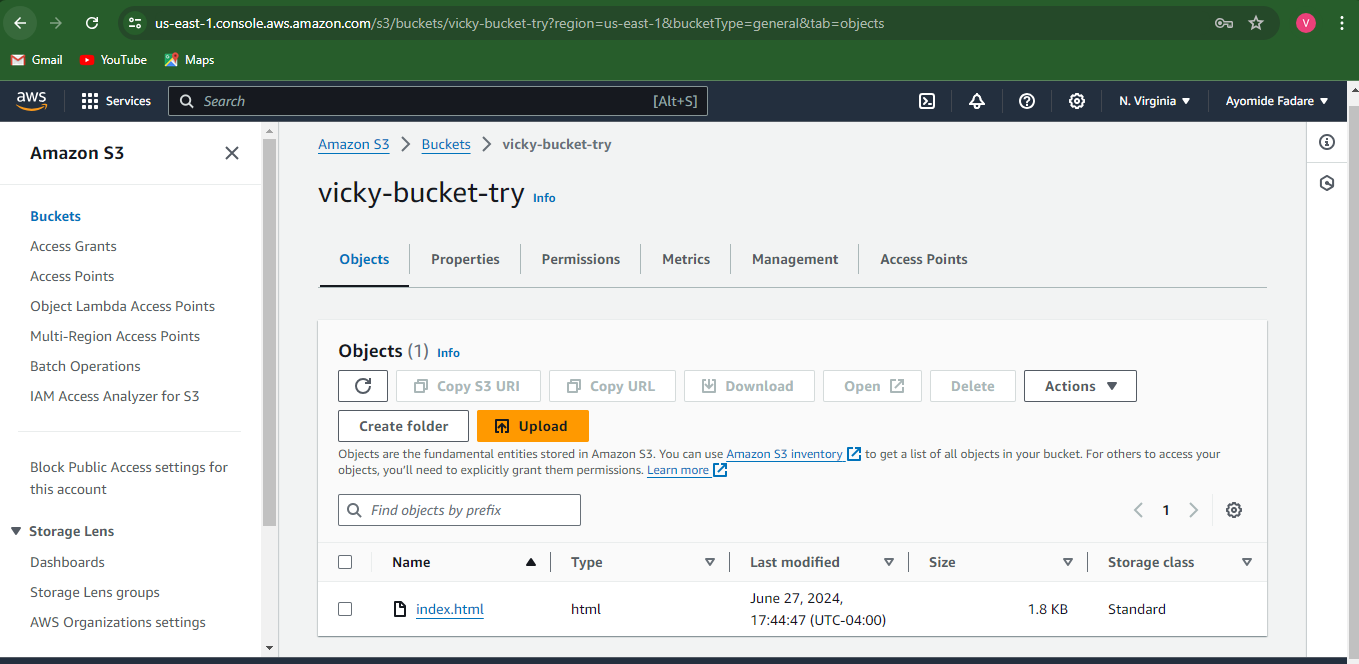 us-east-1.console.aws.amazon.com/s3/buckets/vicky-bucket-try?region=us-east-1&bucketType=general&tab=objects
V
Gmail
YouTube
Maps
aws
Services
Search
[Alt+S]
N. Virginia
Ayomide Fadare
Amazon S3
Buckets
Access Grants
Access Points
Object Lambda Access Points
Multi-Region Access Points
Batch Operations
IAM Access Analyzer for S3
Block Public Access settings for
this account
Storage Lens
Dashboards
Storage Lens groups
AWS Organizations settings
Amazon S3 > Buckets > vicky-bucket-try
vicky-bucket-try Info
Objects
Properties
Permissions
Metrics
Management
Access Points
Objects (1) Info
Copy S3 URI
Copy URL
Download
Open
Delete
Actions
Create folder
Upload
Objects are the fundamental entities stored in Amazon S3. You can use Amazon S3 inventory to get a list of all objects in your bucket. For others to access your
objects, you'll need to explicitly grant them permissions. Learn more
Find objects by prefix
1
Name
Type
Last modified
Size
Storage class
index.html
html
June 27, 2024,
17:44:47 (UTC-04:00)
1.8 KB
Standard